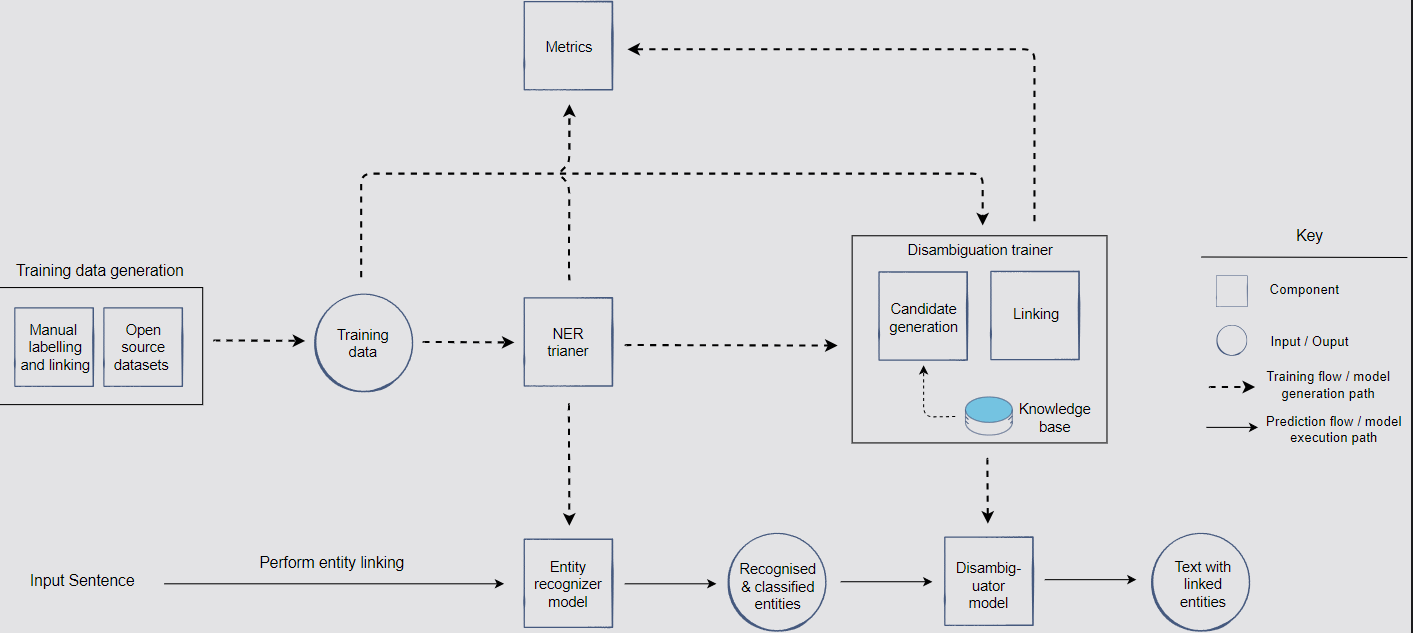 Metrics
Training data generation
Manual
labelling
and linking
Open
source
datasets
Training
data
NER
trianer
Disambiguation trainer
Candidate
generation
Linking
Knowledge
base
Key
Component
Input / Ouput
Training flow / model
generation path
Prediction flow / model
execution path
Input Sentence
Perform entity linking
Entity
recognizer
model
Recognised
& classified
entities
Disambig-
uator
model
Text with
linked
entities